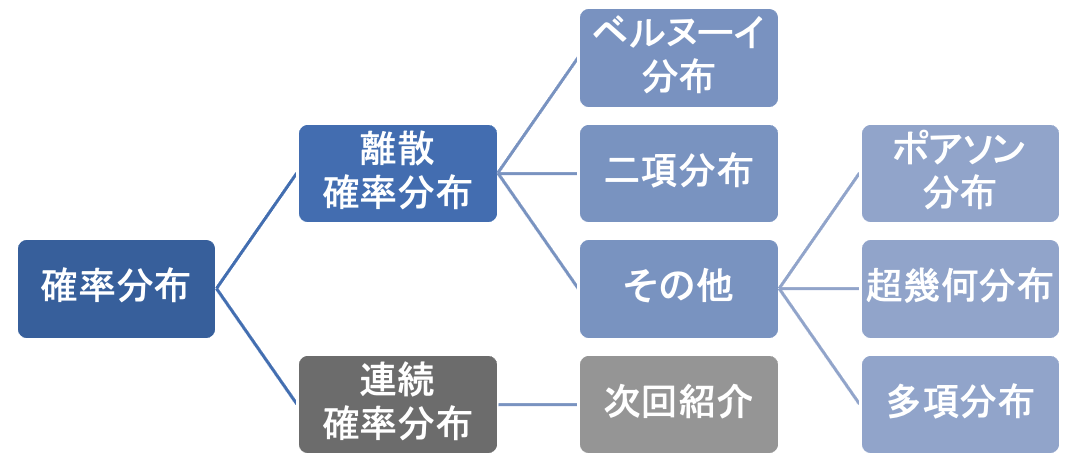 確率分布
離散
確率分布
ベルヌーイ
分布
二項分布
その他
ポアソン
分布
超幾何分布
多項分布
連続
確率分布
次回紹介